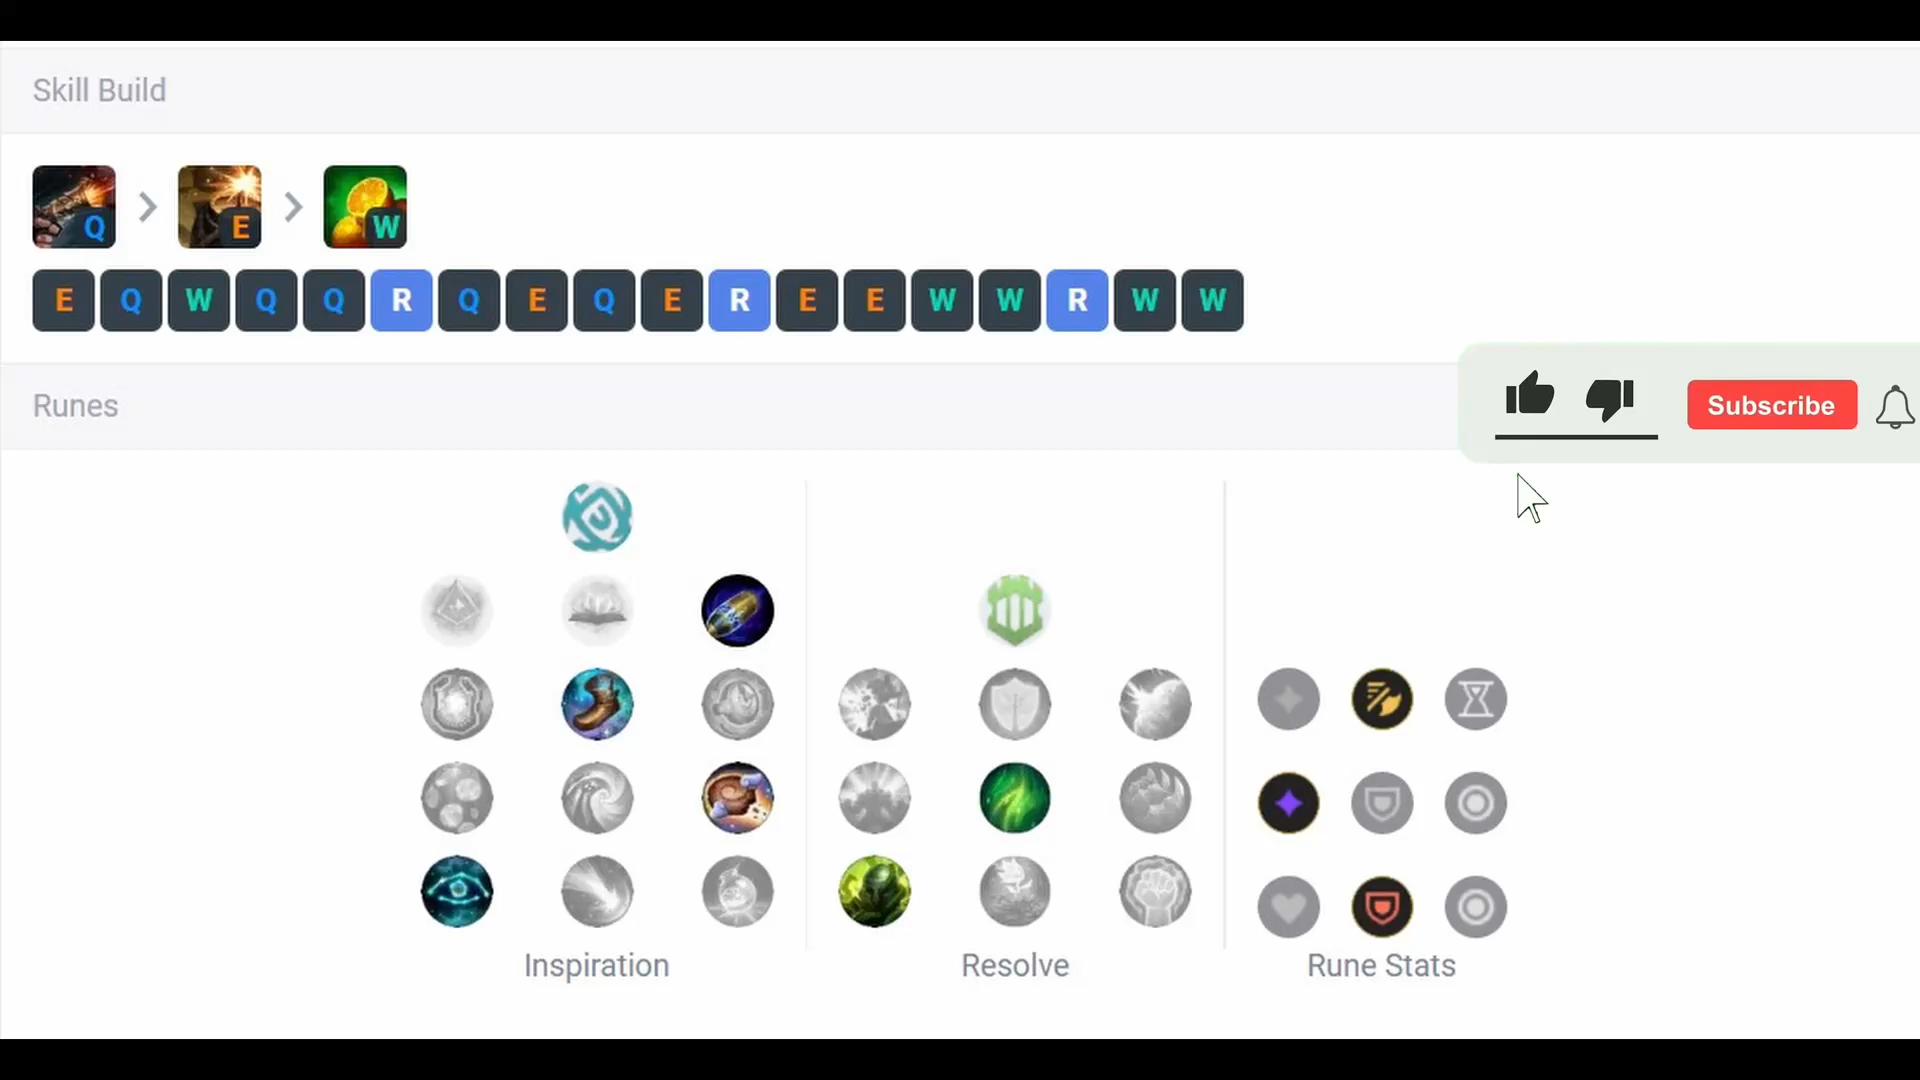 Skill Build
Q E W
E Q W Q Q R Q E Q E R E E W W R W W
Runes
Subscribe
Inspiration Resolve Rune Stats